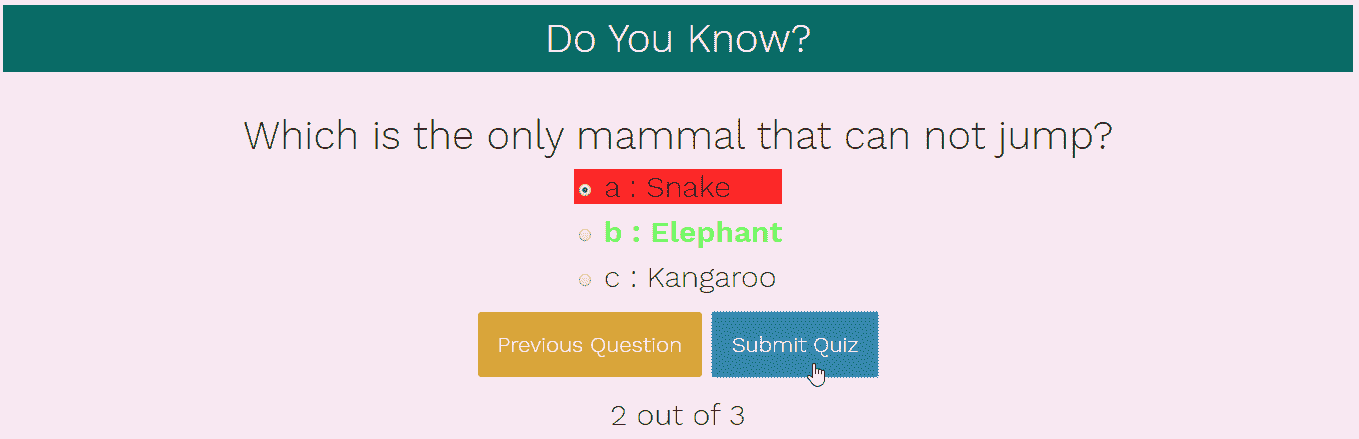 Do You Know?
Which is the only mammal that can not jump?
a : Snake
b : Elephant
c : Kangaroo
Previous Question Submit Quiz
2 out of 3